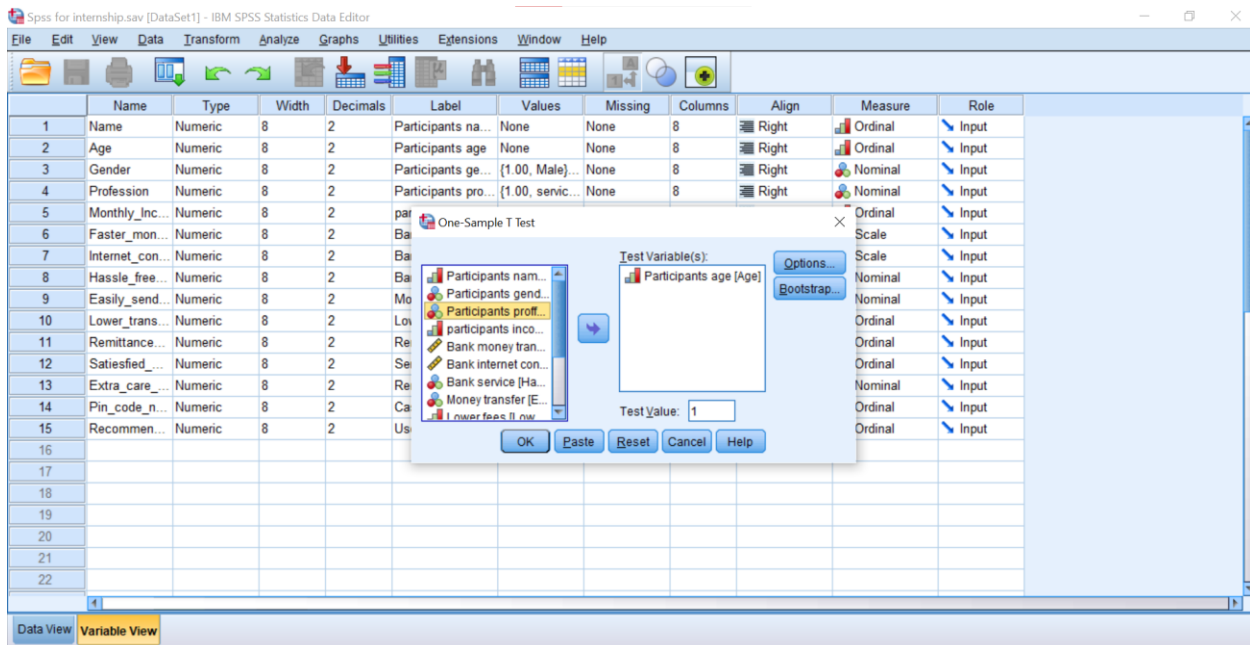 Spss for internship.sav [DataSet1] - IBM SPSS Statistics Data Editor
File Edit View Data Transform Analyze Graphs Utilities Extensions Window Help
Name Type Width Decimals Label Values Missing Columns Align Measure Role
1 Name Numeric 8 2 Participants na... None None 8 Right Ordinal Input
2 Age Numeric 8 2 Participants age None None 8 Right Ordinal Input
3 Gender Numeric 8 2 Participants ge... {1.00, Male}... None 8 Right Nominal Input
4 Profession Numeric 8 2 Participants pro... {1.00, servic... None 8 Right Nominal Input
5 Monthly_Inc... Numeric 8 2 par Ordinal Input
6 Faster_mon... Numeric 8 2 Ba Scale Input
7 Internet_con... Numeric 8 2 Ba Scale Input
8 Hassle_free... Numeric 8 2 Ba Nominal Input
9 Easily_send... Numeric 8 2 Mo Nominal Input
10 Lower_trans... Numeric 8 2 Lov Ordinal Input
11 Remittance... Numeric 8 2 Re Ordinal Input
12 Satiesfied_... Numeric 8 2 Se Ordinal Input
13 Extra_care_... Numeric 8 2 Re Nominal Input
14 Pin_code_n... Numeric 8 2 Ca Ordinal Input
15 Recommen... Numeric 8 2 Us Ordinal Input
16
17
18
19
20
21
22
One-Sample T Test
Participants nam...
Participants gend...
Participants proff...
participants inco...
Bank money tran...
Bank internet con...
Bank service [Ha...
Money transfer [E...
Lower fees [Low
Test Variable(s):
Participants age [Age]
Options...
Bootstrap...
Test Value: 1
OK Paste Reset Cancel Help
Data View Variable View